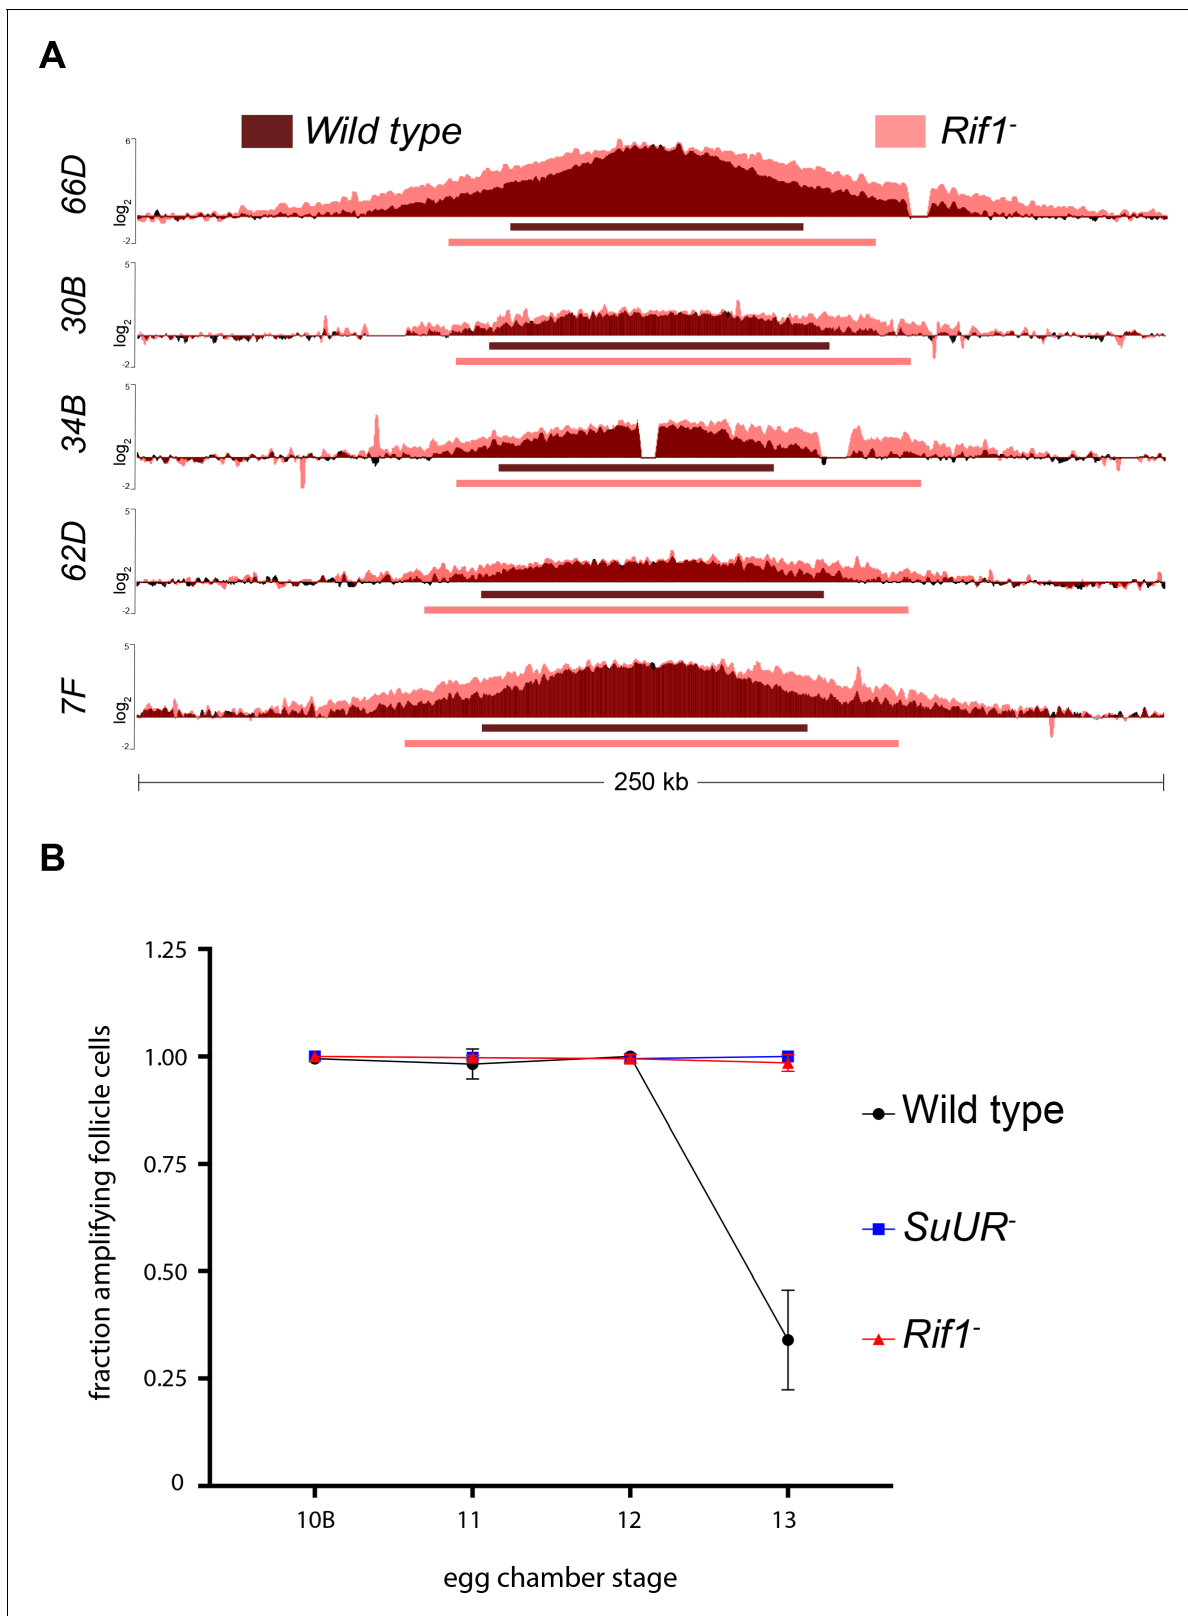 A
Wild type
Rif1-
66D
6
log2
-2
30B
5
log2
-2
34B
5
log2
-2
62D
5
log2
-2
7F
5
log2
-2
250 kb
B
1.25
1.00
0.75
0.50
0.25
0
fraction amplifying follicle cells
10B
11
12
13
egg chamber stage
Wild type
SuUR-
Rif1-